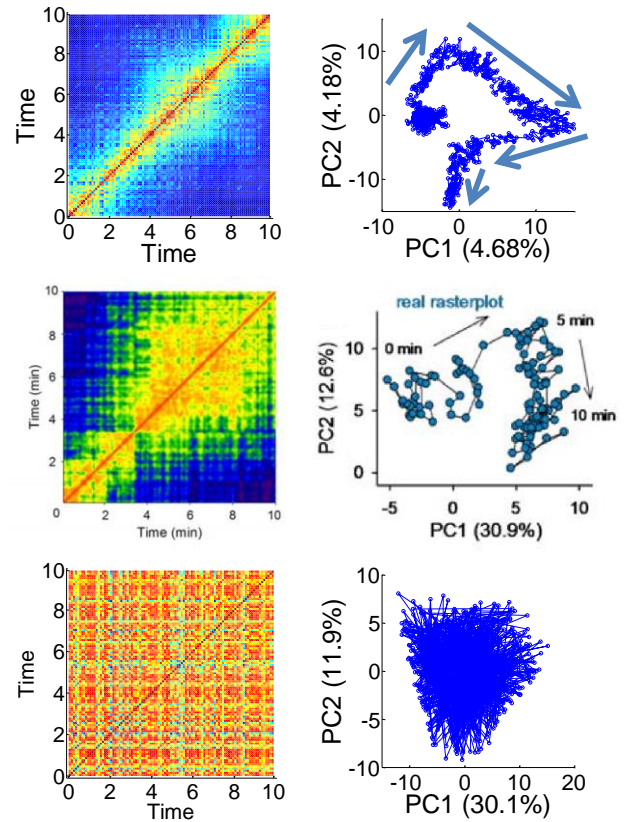 10
8
6
4
2
0
Time
0 2 4 6 8 10
Time
10
0
-10
PC2 (4.18%)
-10 0 10
PC1 (4.68%)
10
8
6
4
2
Time (min)
0 2 4 6 8 10
Time (min)
real rasterplot
0 min
5 min
10 min
10
5
0
PC2 (12.6%)
-5 0 5 10
PC1 (30.9%)
10
8
6
4
2
0
Time
0 2 4 6 8 10
Time
10
5
0
-5
-10
PC2 (11.9%)
-10 0 10 20
PC1 (30.1%)